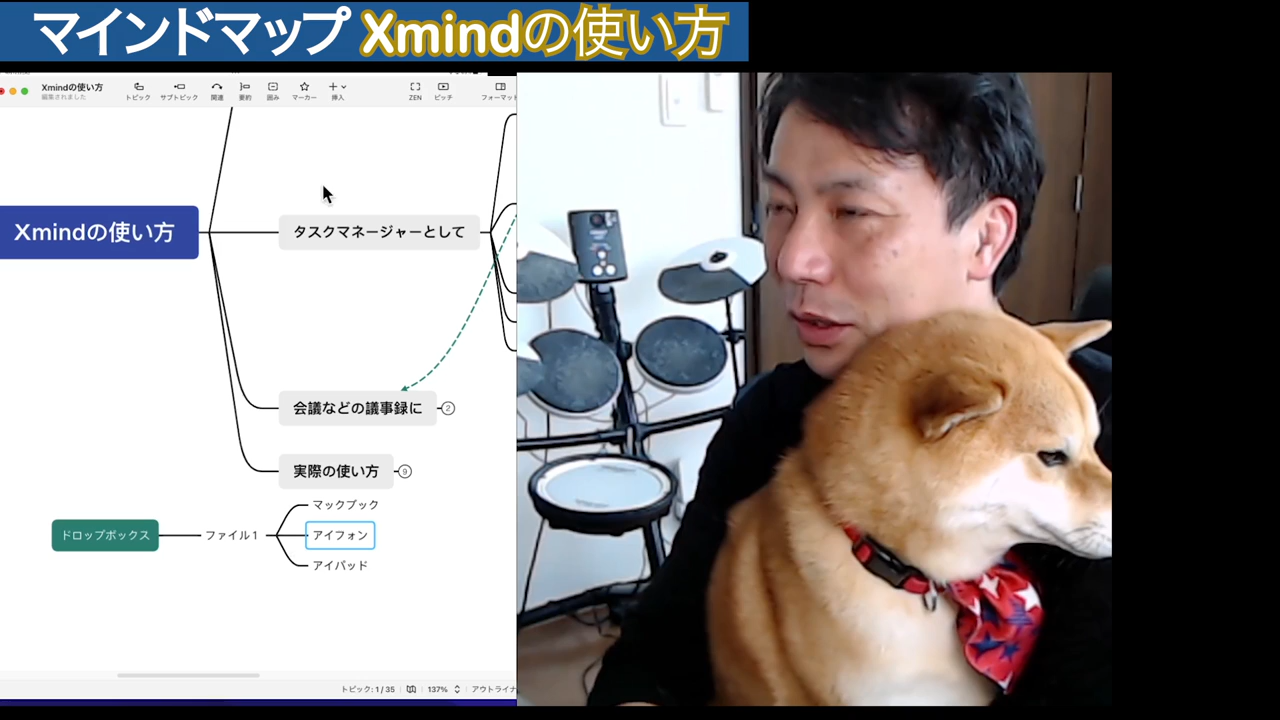 マインドマップ Xmindの使い方
Xmindの使い方
編集されました
トピック サブトピック 関連 要約 囲み マーカー 挿入 ZEN ピッチ フォーマット
Xmindの使い方
タスクマネージャーとして
会議などの議事録に 2
実際の使い方 9
ドロップボックス
ファイル1
マックブック
アイフォン
アイパッド
トピック: 1 / 35 137% アウトライナ